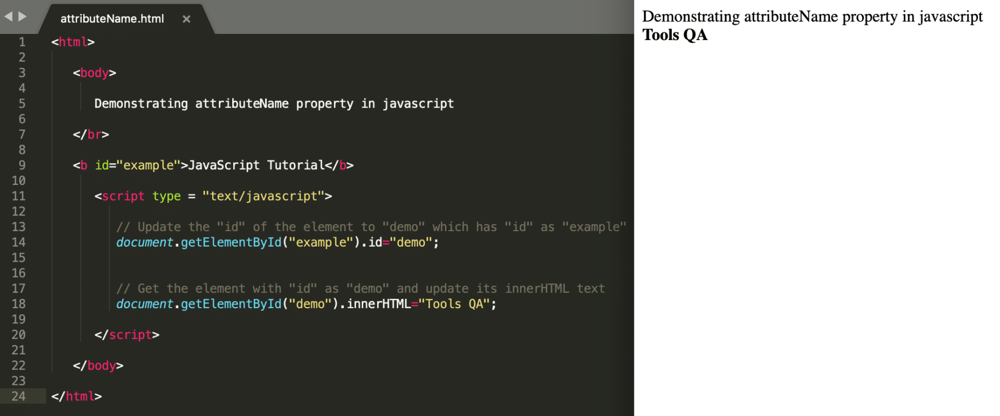 attributeName.html ×
1 <html>
2
3 <body>
4
5 Demonstrating attributeName property in javascript
6
7 </br>
8
9 <b id="example">JavaScript Tutorial</b>
10
11 <script type = "text/javascript">
12
13 // Update the "id" of the element to "demo" which has "id" as "example"
14 document.getElementById("example").id="demo";
15
16
17 // Get the element with "id" as "demo" and update its innerHTML text
18 document.getElementById("demo").innerHTML="Tools QA";
19
20 </script>
21
22 </body>
23
24 </html>
Demonstrating attributeName property in javascript
Tools QA